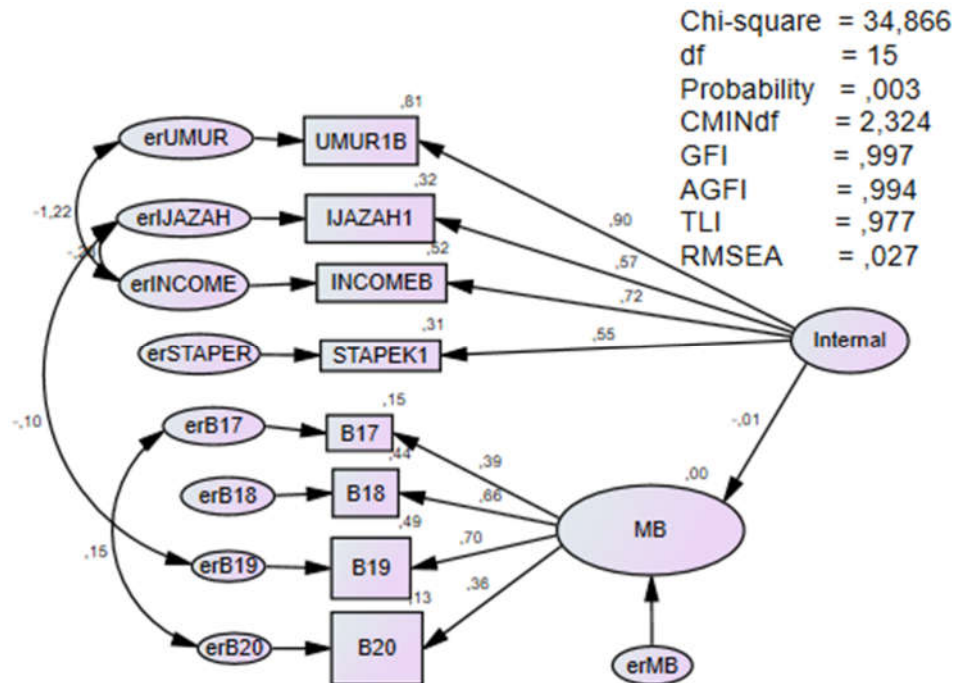 Chi-square = 34,866
df = 15
Probability = ,003
CMINdf = 2,324
GFI = ,997
AGFI = ,994
TLI = ,977
RMSEA = ,027
,81
erUMUR
UMUR1B
,32
-1,22
erIJAZAH
IJAZAH1
,90
,52
,57
erINCOME
INCOMEB
,72
,31
Internal
erSTAPER
STAPEK1
,55
-,10
,15
-,01
erB17
B17
,44
,39
,00
erB18
B18
,66
MB
,49
,15
,70
erB19
B19
,36
,13
erB20
B20
erMB